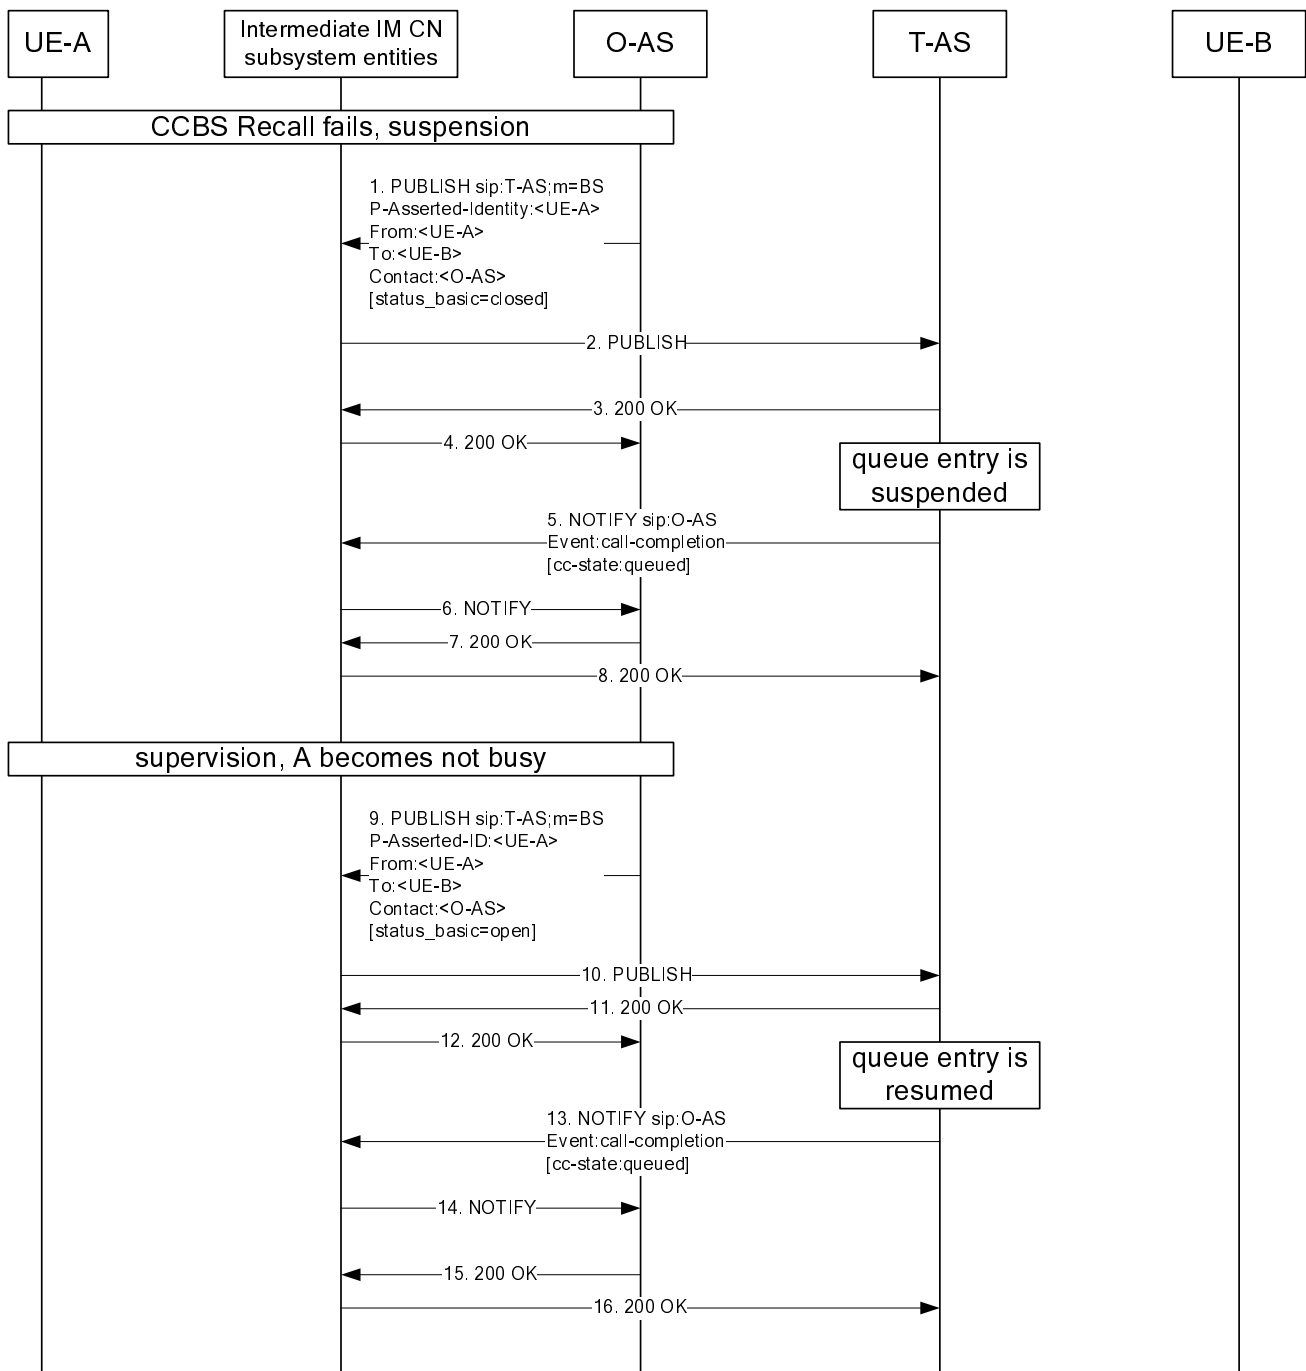 UE-A
Intermediate IM CN
subsystem entities
O-AS
T-AS
UE-B
CCBS Recall fails, suspension
1. PUBLISH sip:T-AS;m=BS
P-Asserted-Identity:<UE-A>
From:<UE-A>
To:<UE-B>
Contact:<O-AS>
[status_basic=closed]
2. PUBLISH
3. 200 OK
4. 200 OK
queue entry is
suspended
5. NOTIFY sip:O-AS
Event:call-completion
[cc-state:queued]
6. NOTIFY
7. 200 OK
8. 200 OK
supervision, A becomes not busy
9. PUBLISH sip:T-AS;m=BS
P-Asserted-ID:<UE-A>
From:<UE-A>
To:<UE-B>
Contact:<O-AS>
[status_basic=open]
10. PUBLISH
11. 200 OK
12. 200 OK
queue entry is
resumed
13. NOTIFY sip:O-AS
Event:call-completion
[cc-state:queued]
14. NOTIFY
15. 200 OK
16. 200 OK